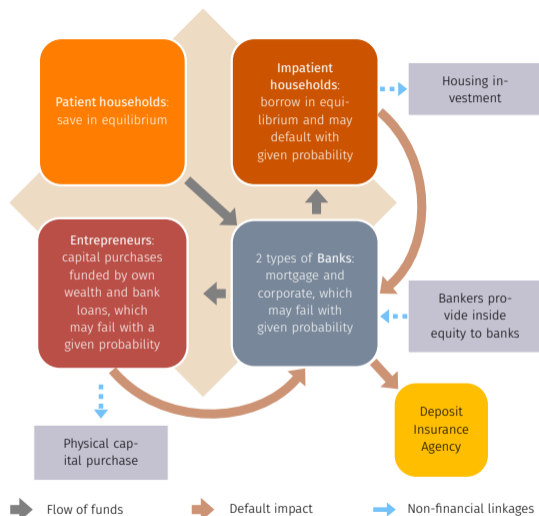 Patient households:
save in equilibrium
Impatient
households:
borrow in equi-
librium and may
default with
given probability
Housing in-
vestment
Entrepreneurs:
capital purchases
funded by own
wealth and bank
loans, which
may fail with a
given probability
2 types of Banks:
mortgage and
corporate, which
may fail with
given probability
Bankers pro-
vide inside
equity to banks
Physical cap-
ital purchase
Deposit
Insurance
Agency
Flow of funds
Default impact
Non-financial linkages